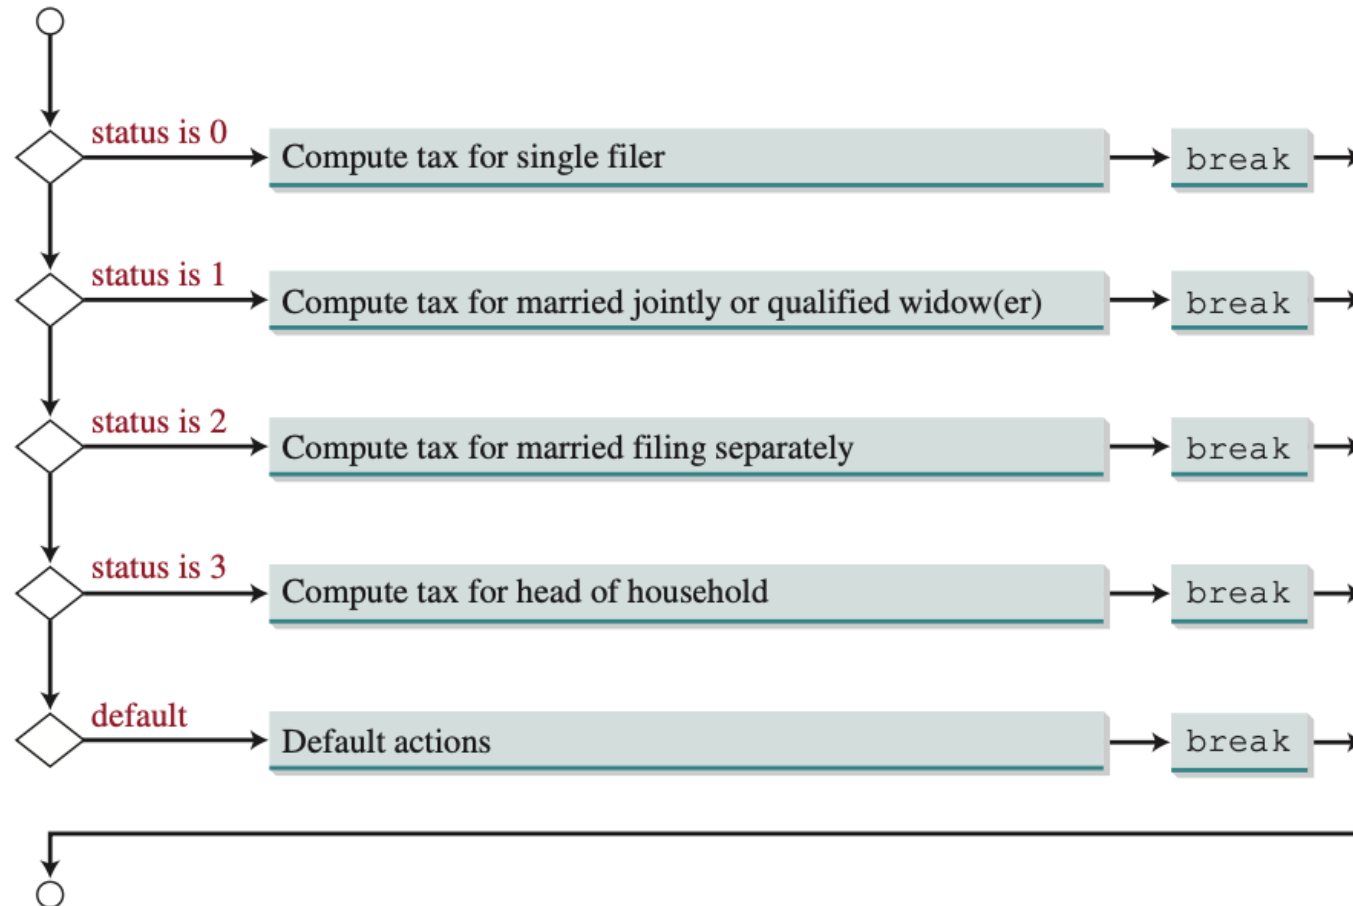 status is 0
Compute tax for single filer
break
status is 1
Compute tax for married jointly or qualified widow(er)
break
status is 2
Compute tax for married filing separately
break
status is 3
Compute tax for head of household
break
default
Default actions
break